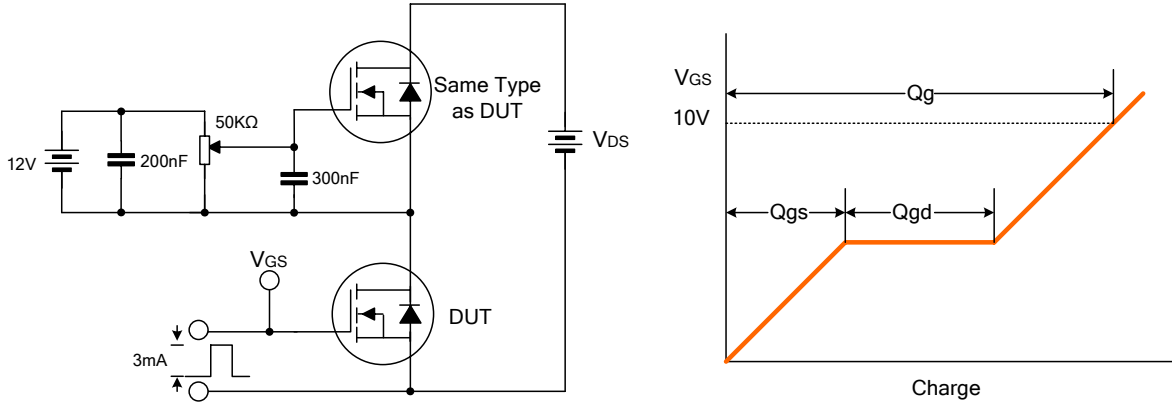 12V
200nF
50KΩ
300nF
Same Type
as DUT
VDS
VGS
DUT
3mA
VGS
10V
Qg
Qgs
Qgd
Charge